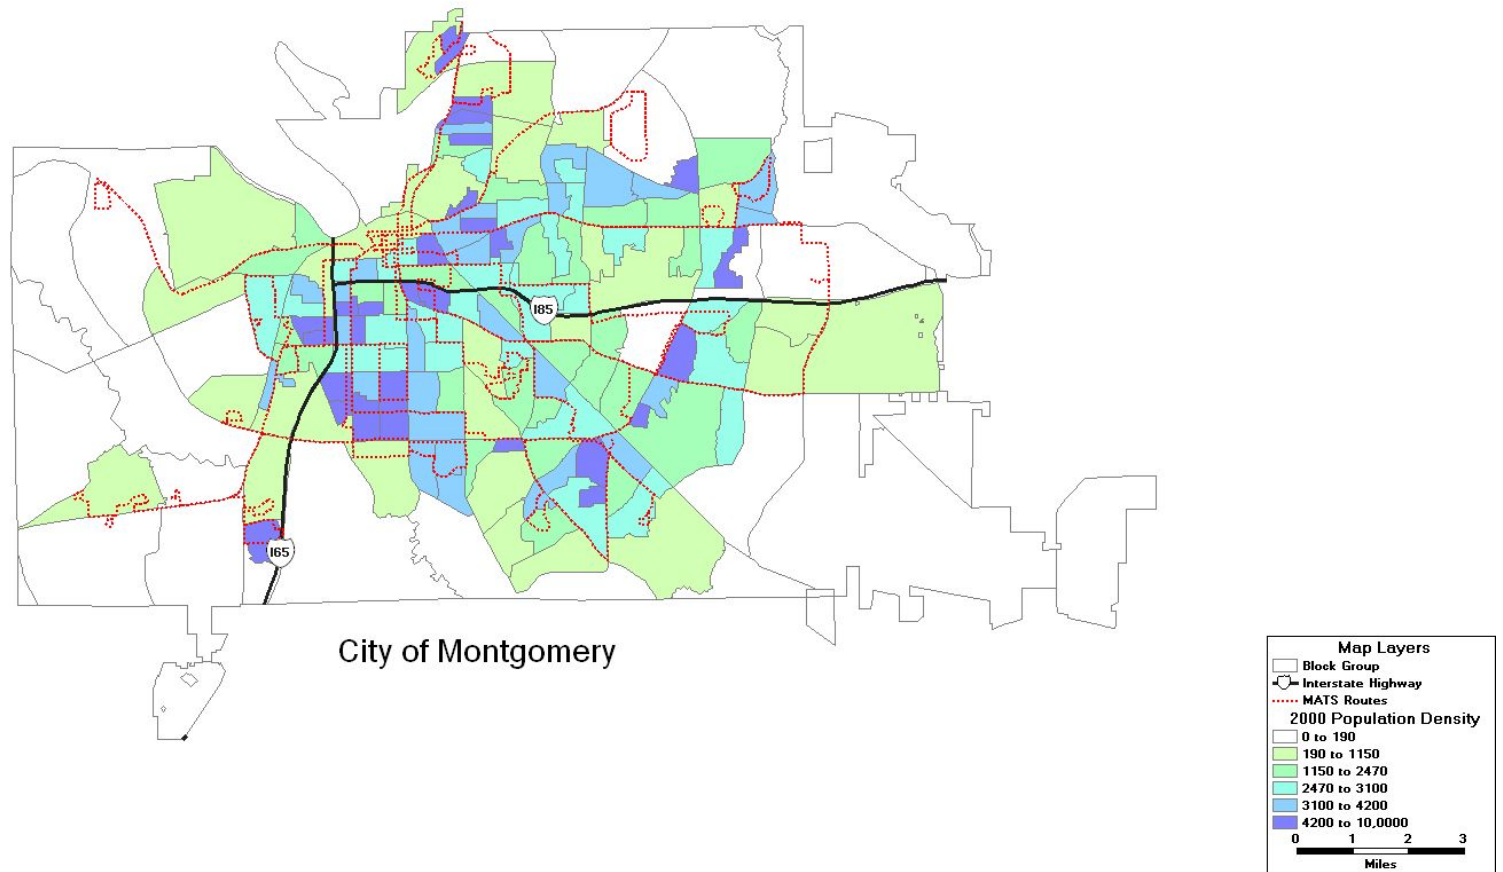 I85
I65
City of Montgomery
Map Layers
Block Group
Interstate Highway
MATS Routes
2000 Population Density
0 to 190
190 to 1150
1150 to 2470
2470 to 3100
3100 to 4200
4200 to 10,0000
0 1 2 3
Miles